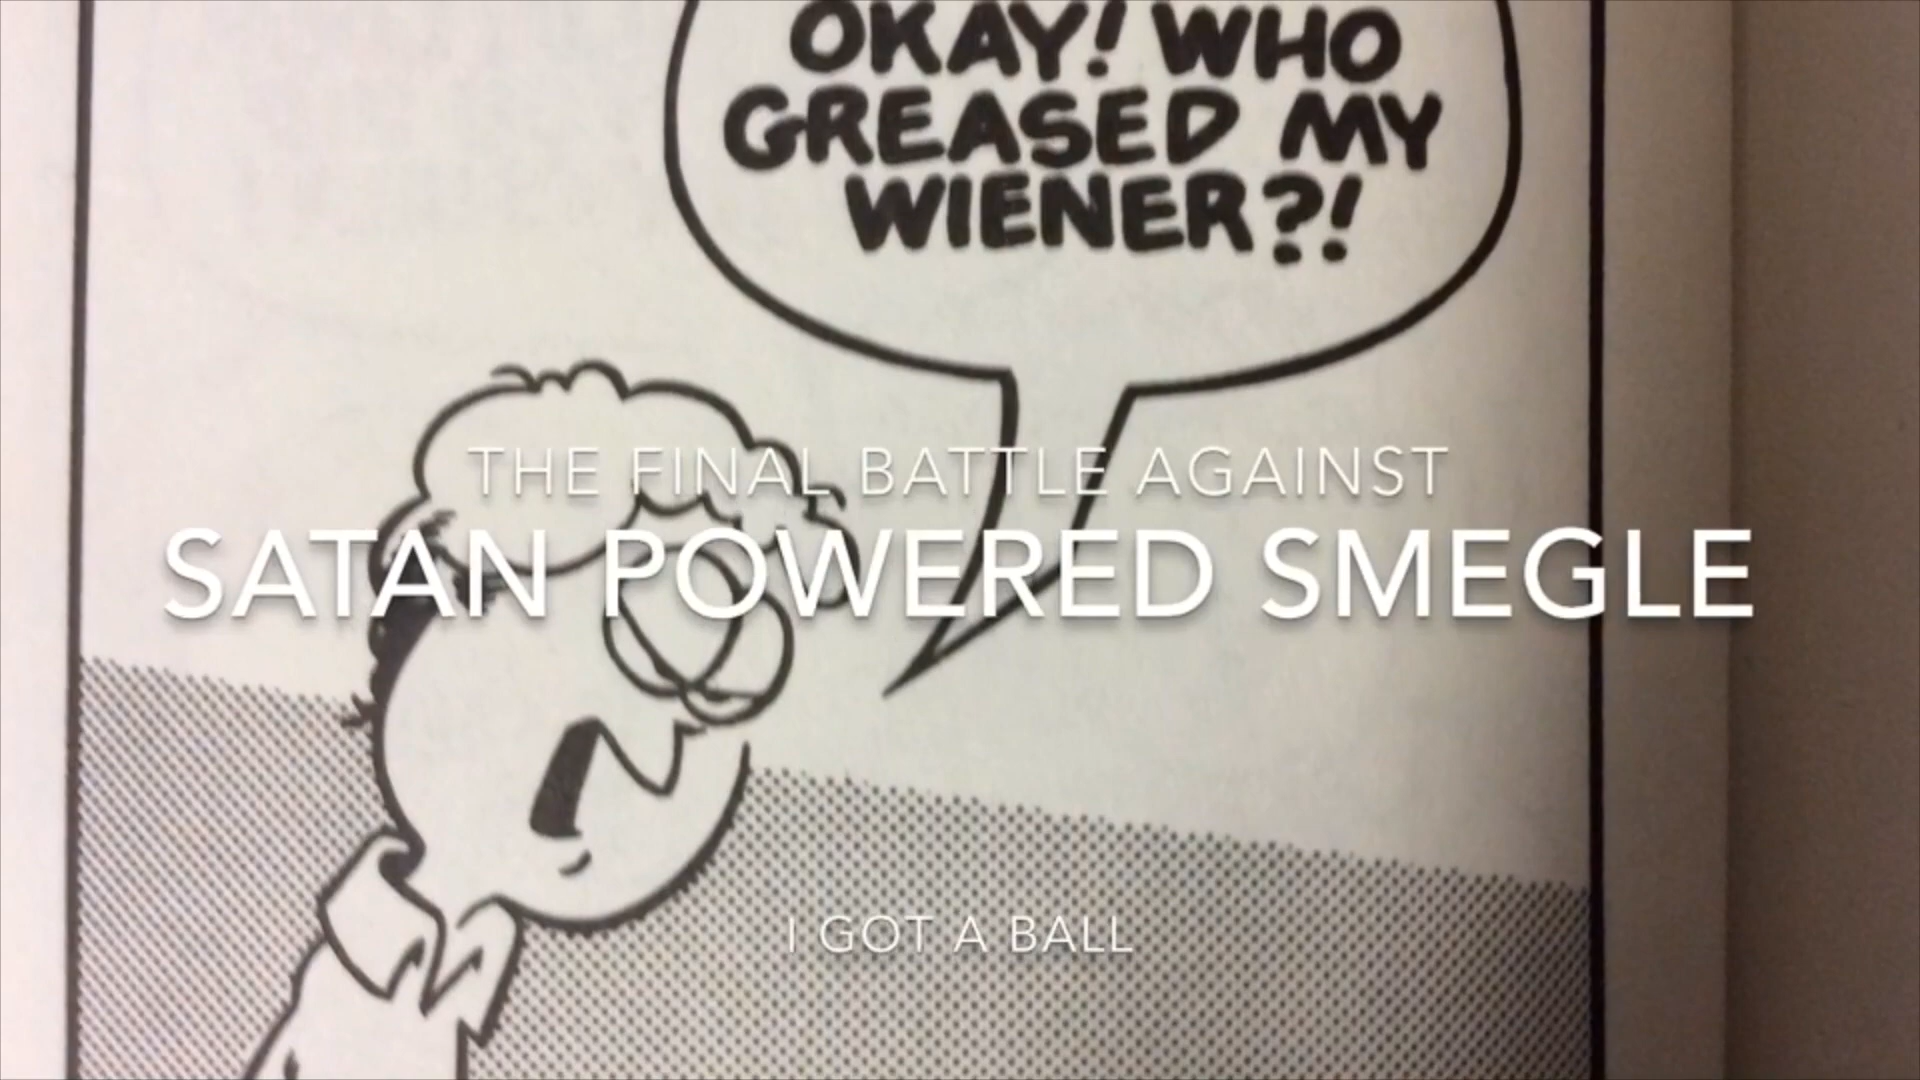 OKAY! WHO
GREASED MY
WIENER?!
THE FINAL BATTLE AGAINST
SATAN POWERED SMEGLE
I GOT A BALL